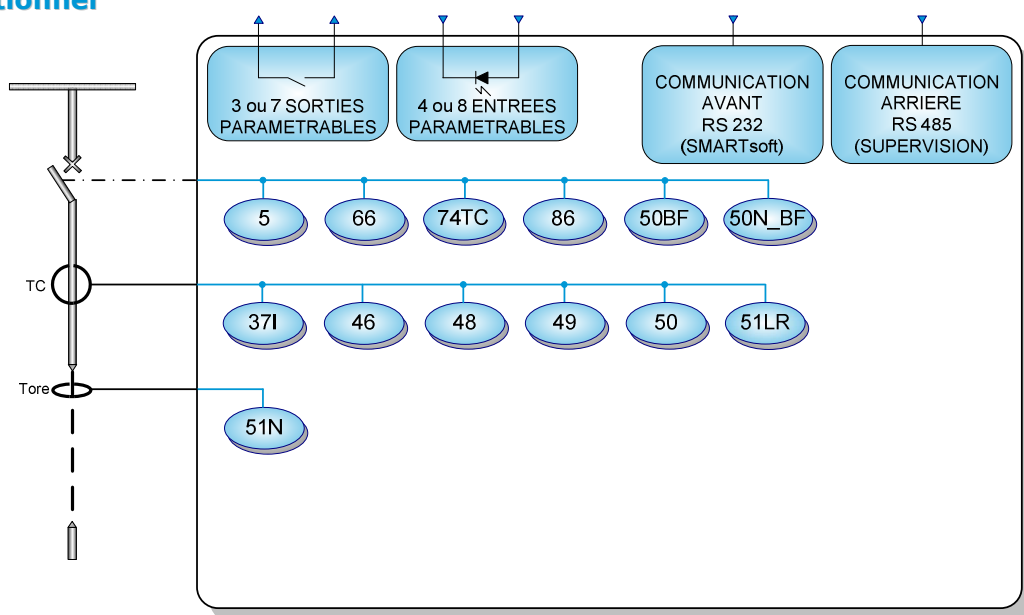 3 ou 7 SORTIES
PARAMETRABLES
4 ou 8 ENTREES
PARAMETRABLES
COMMUNICATION
AVANT
RS 232
(SMARTsoft)
COMMUNICATION
ARRIERE
RS 485
(SUPERVISION)
5
66
74TC
86
50BF
50N_BF
TC
37I
46
48
49
50
51LR
Tore
51N